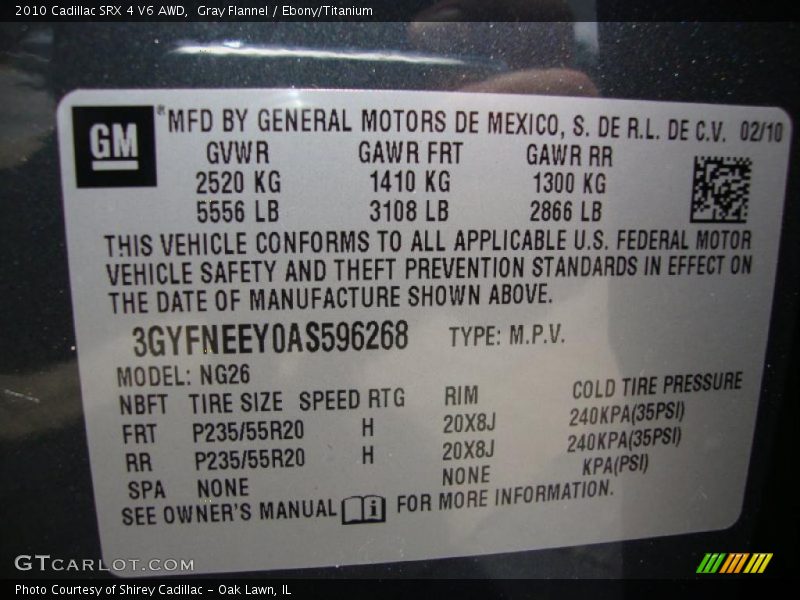 2010 Cadillac SRX 4 V6 AWD, Gray Flannel / Ebony/Titanium
GM ® MFD BY GENERAL MOTORS DE MEXICO, S. DE R.L. DE C.V. 02/10
GVWR GAWR FRT GAWR RR
2520 KG 1410 KG 1300 KG
5556 LB 3108 LB 2866 LB
THIS VEHICLE CONFORMS TO ALL APPLICABLE U.S. FEDERAL MOTOR
VEHICLE SAFETY AND THEFT PREVENTION STANDARDS IN EFFECT ON
THE DATE OF MANUFACTURE SHOWN ABOVE.
3GYFNEEY0AS596268 TYPE: M.P.V.
MODEL: NG26
NBFT TIRE SIZE SPEED RTG RIM COLD TIRE PRESSURE
FRT P235/55R20 H 20X8J 240KPA(35PSI)
RR P235/55R20 H 20X8J 240KPA(35PSI)
SPA NONE NONE KPA(PSI)
SEE OWNER'S MANUAL i FOR MORE INFORMATION.
GTCARLOT.COM
Photo Courtesy of Shirey Cadillac - Oak Lawn, IL